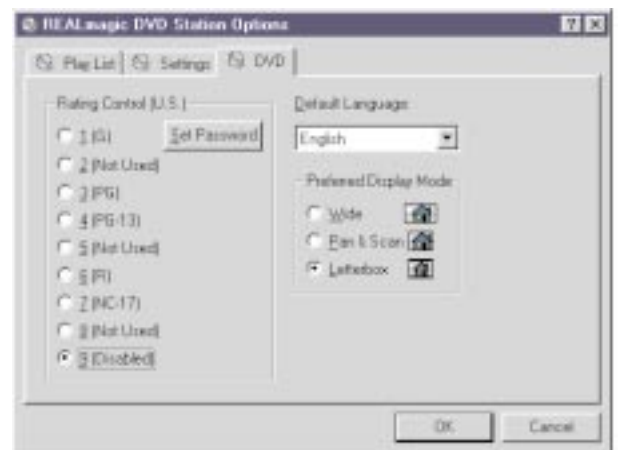 REALmagic DVD Station Options
Play List
Settings
DVD
Rating Control (U.S.)
1 (G)
Set Password
2 (Not Used)
3 (PG)
4 (PG-13)
5 (Not Used)
6 (R)
7 (NC-17)
8 (Not Used)
9 (Disabled)
Default Language:
English
Preferred Display Mode
Wide
Pan & Scan
Letterbox
OK
Cancel